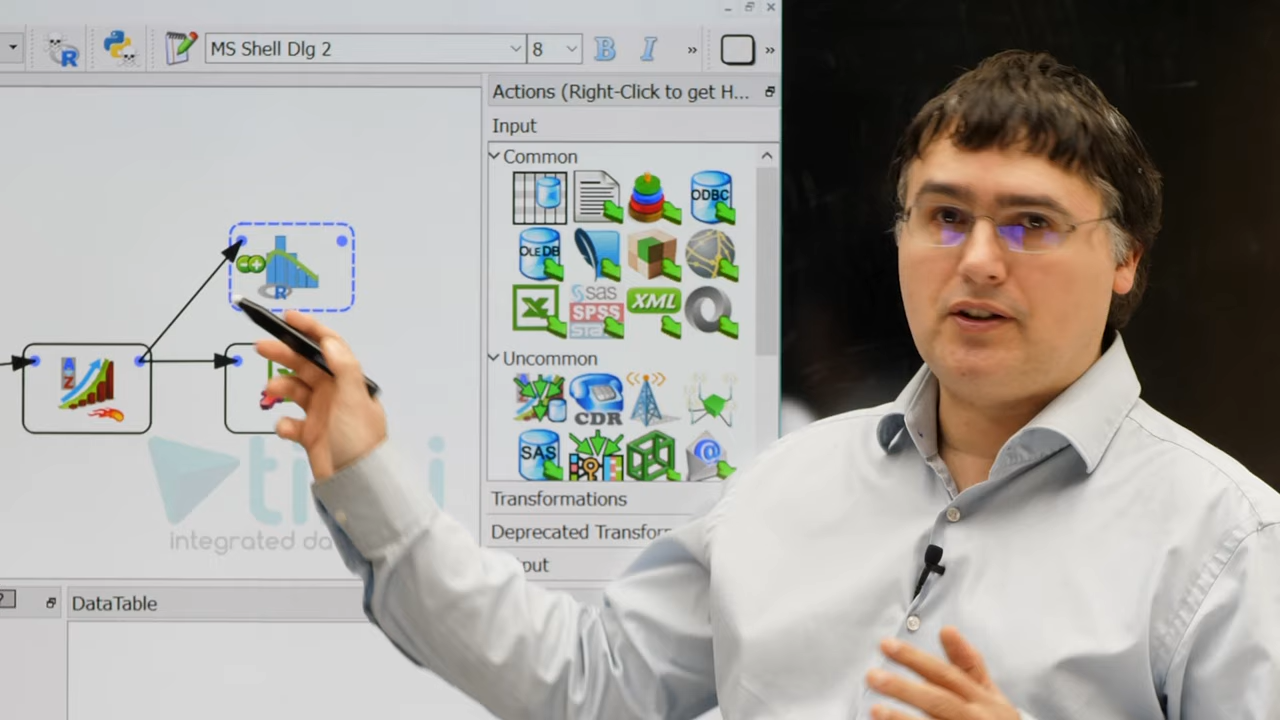 MS Shell Dlg 2
8
B
I
»
»
R
Actions (Right-Click to get H...
Input
Common
ODBC
OLE DB
sas
SPSS
XML
Uncommon
CDR
SAS
@
Transformations
Deprecated Transfor
put
R
A
Z
integrated da
?
DataTable